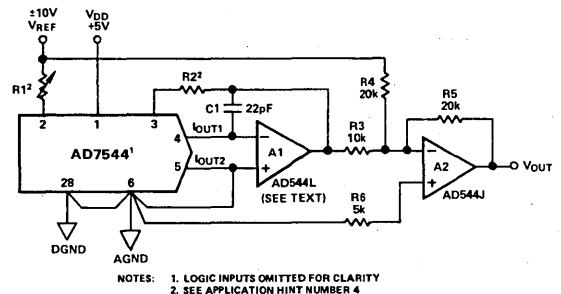 ±10V
VREF
VDD
+5V
R1²
R2²
C1
22pF
R4
20k
R5
20k
R3
10k
2
1
3
4
5
28
6
AD7544¹
IOUT1
IOUT2
−
+
A1
AD544L
(SEE TEXT)
−
+
A2
AD544J
VOUT
R6
5k
DGND
AGND
NOTES: 1. LOGIC INPUTS OMITTED FOR CLARITY
2. SEE APPLICATION HINT NUMBER 4